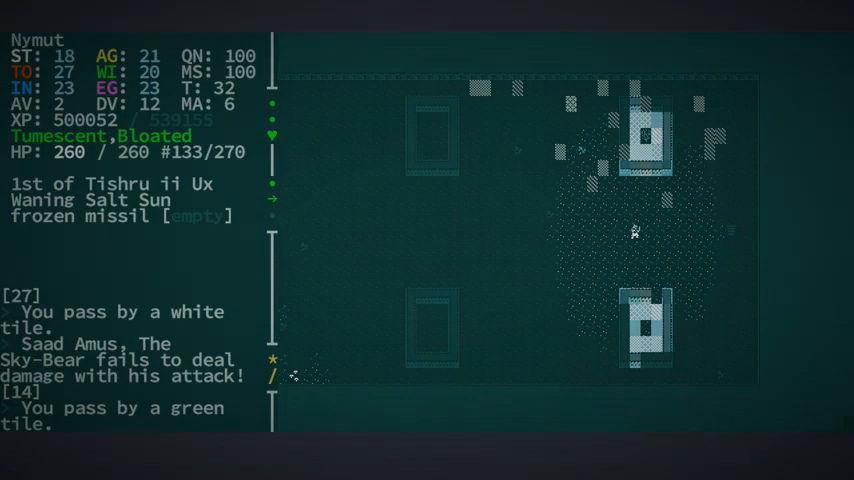 Nymut
ST: 18 AG: 21 QN: 100
TO: 27 WI: 20 MS: 100
IN: 23 EG: 23 T: 32
AV: 2 DV: 12 MA: 6
XP: 500052 / 539155
Tumescent,Bloated
HP: 260 / 260 #133/270
1st of Tishru ii Ux
Waning Salt Sun
frozen missil [empty]
[27]
> You pass by a white
tile.
> Saad Amus, The
Sky-Bear fails to deal
damage with his attack!
[14]
> You pass by a green
tile.